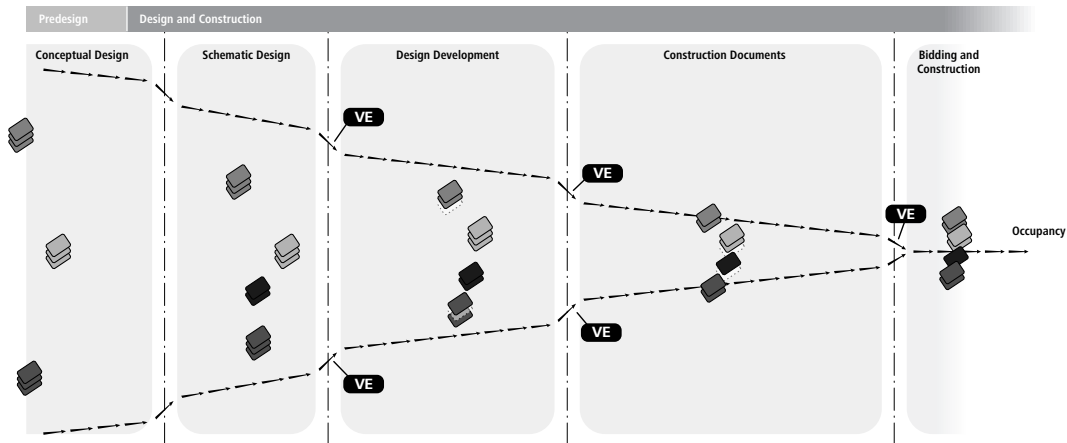 Predesign
Design and Construction
Conceptual Design
Schematic Design
Design Development
Construction Documents
Bidding and
Construction
VE
VE
VE
Occupancy
VE
VE